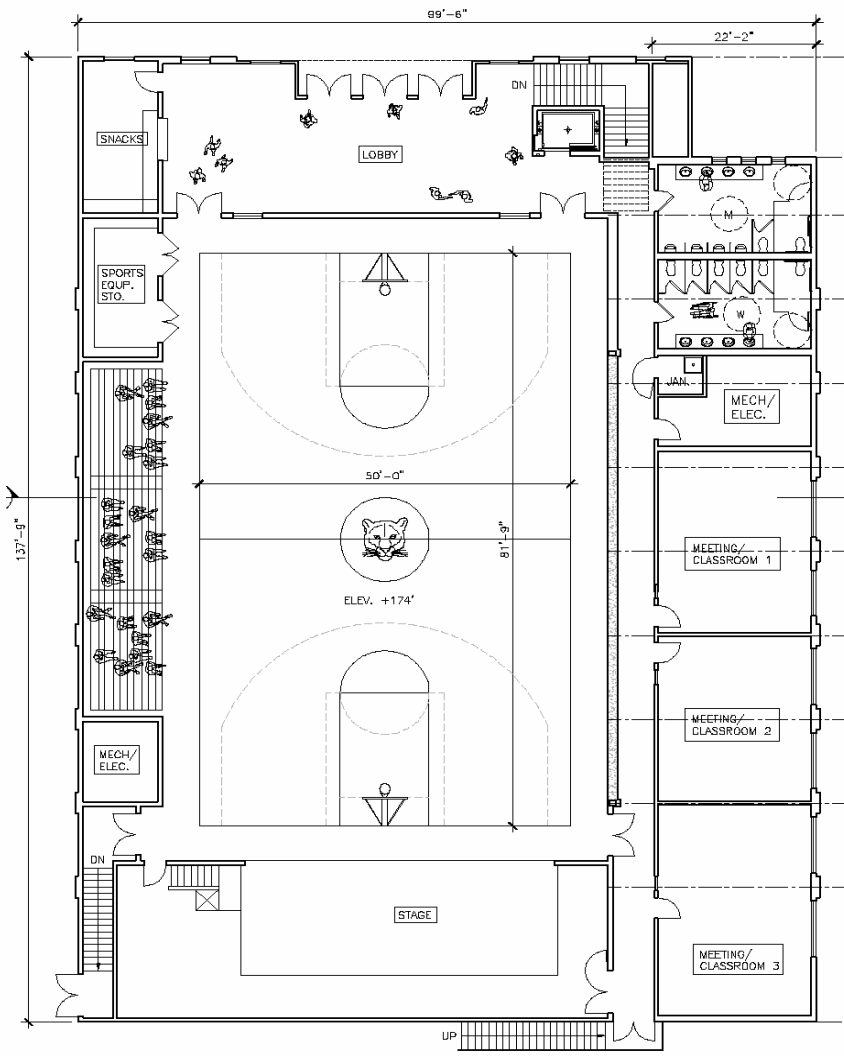 99'-6"
22'-2"
DN
SNACKS
LOBBY
M
SPORTS
EQUP.
STO.
W
JAN.
MECH/
ELEC.
50'-0"
137'-9"
81'-9"
MEETING/
CLASSROOM 1
ELEV. +174'
MEETING/
CLASSROOM 2
MECH/
ELEC.
DN
STAGE
MEETING/
CLASSROOM 3
UP